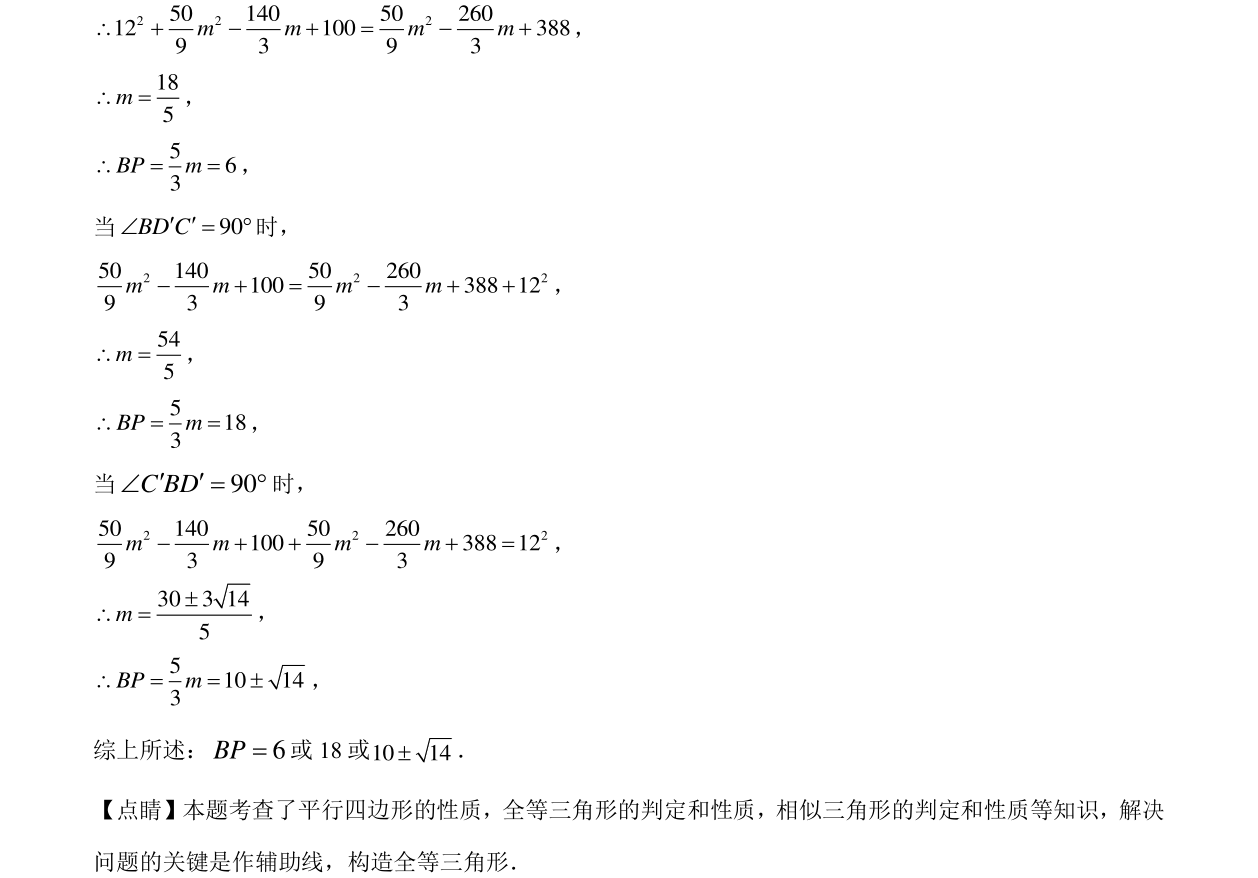 ∴12² + 50/9 m² − 140/3 m + 100 = 50/9 m² − 260/3 m + 388，
∴m = 18/5，
∴BP = 5/3 m = 6，
当∠BD′C′ = 90°时，
50/9 m² − 140/3 m + 100 = 50/9 m² − 260/3 m + 388 + 12²，
∴m = 54/5，
∴BP = 5/3 m = 18，
当∠C′BD′ = 90°时，
50/9 m² − 140/3 m + 100 + 50/9 m² − 260/3 m + 388 = 12²，
∴m = (30 ± 3√14)/5，
∴BP = 5/3 m = 10 ± √14，
综上所述：BP = 6或 18 或10 ± √14．
【点睛】本题考查了平行四边形的性质，全等三角形的判定和性质，相似三角形的判定和性质等知识，解决
问题的关键是作辅助线，构造全等三角形．